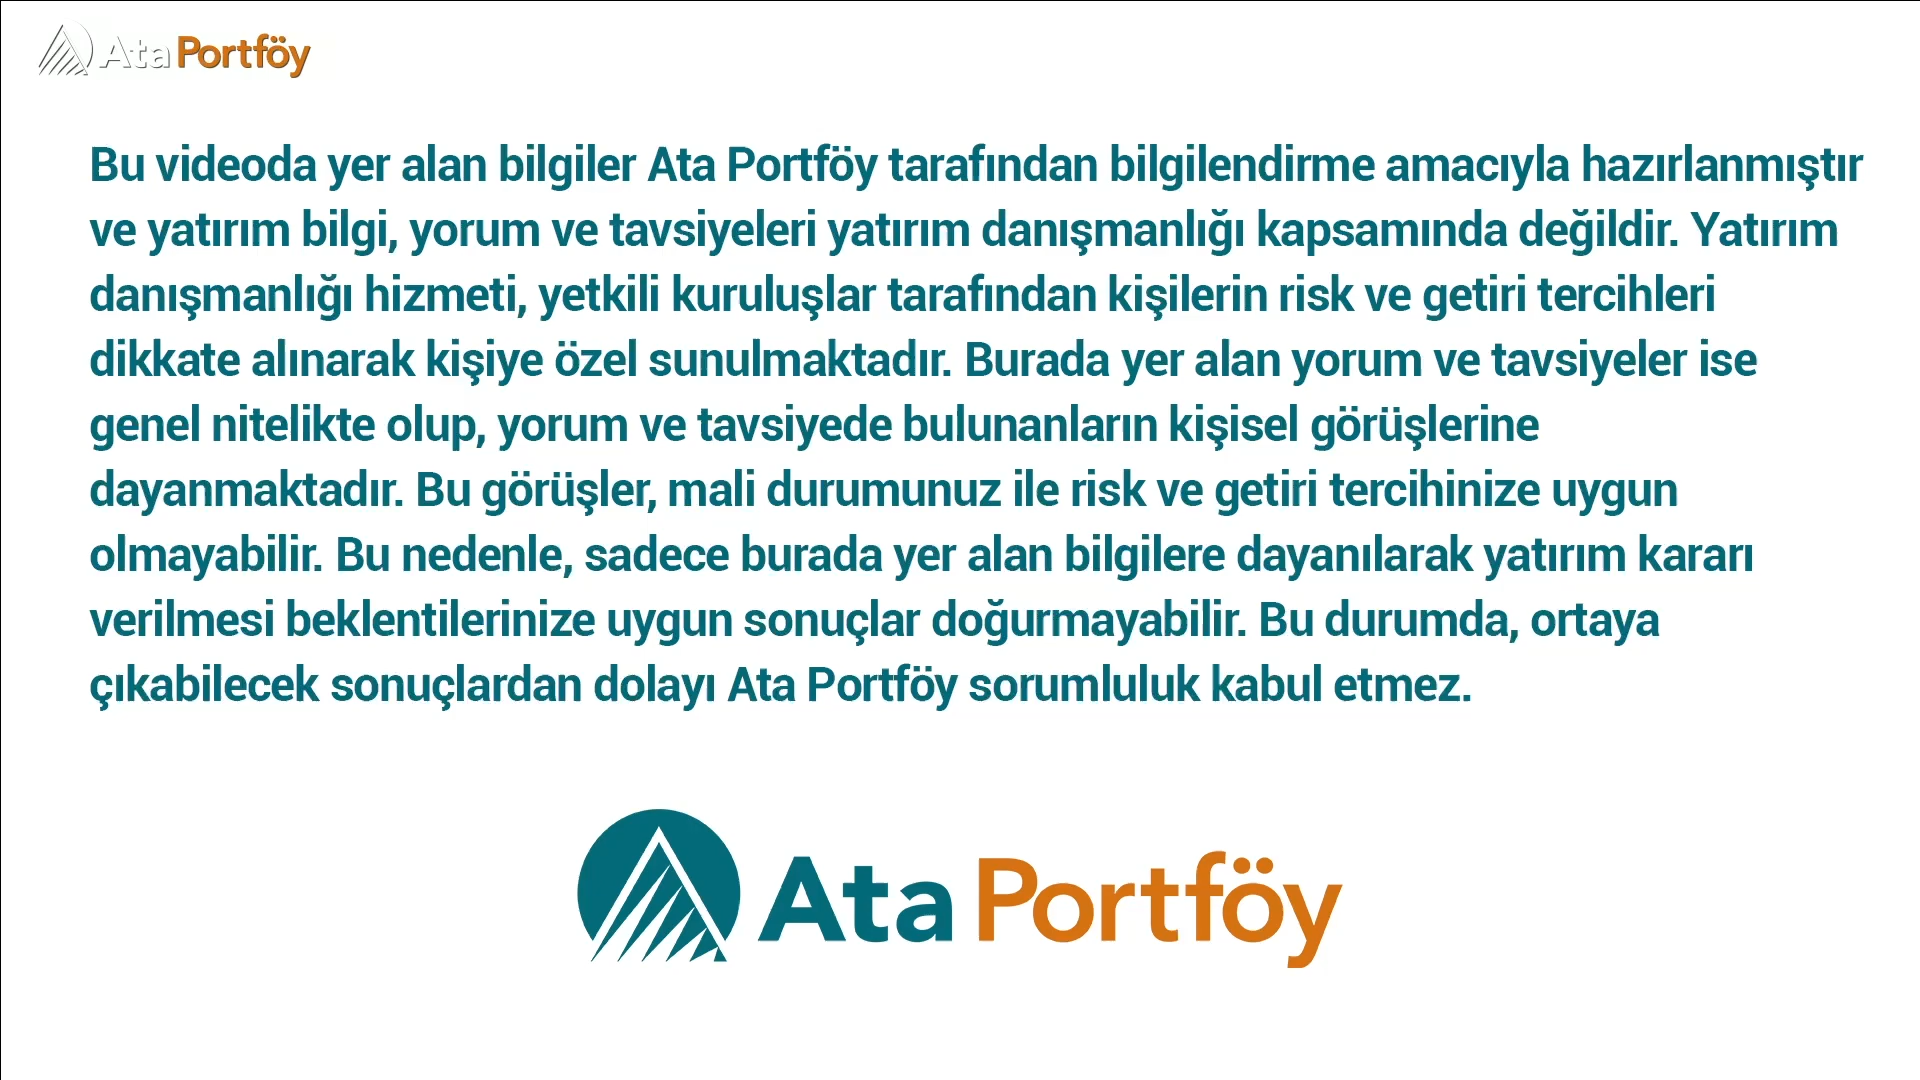 Ata Portföy
Bu videoda yer alan bilgiler Ata Portföy tarafından bilgilendirme amacıyla hazırlanmıştır
ve yatırım bilgi, yorum ve tavsiyeleri yatırım danışmanlığı kapsamında değildir. Yatırım
danışmanlığı hizmeti, yetkili kuruluşlar tarafından kişilerin risk ve getiri tercihleri
dikkate alınarak kişiye özel sunulmaktadır. Burada yer alan yorum ve tavsiyeler ise
genel nitelikte olup, yorum ve tavsiyede bulunanların kişisel görüşlerine
dayanmaktadır. Bu görüşler, mali durumunuz ile risk ve getiri tercihinize uygun
olmayabilir. Bu nedenle, sadece burada yer alan bilgilere dayanılarak yatırım kararı
verilmesi beklentilerinize uygun sonuçlar doğurmayabilir. Bu durumda, ortaya
çıkabilecek sonuçlardan dolayı Ata Portföy sorumluluk kabul etmez.
Ata Portföy